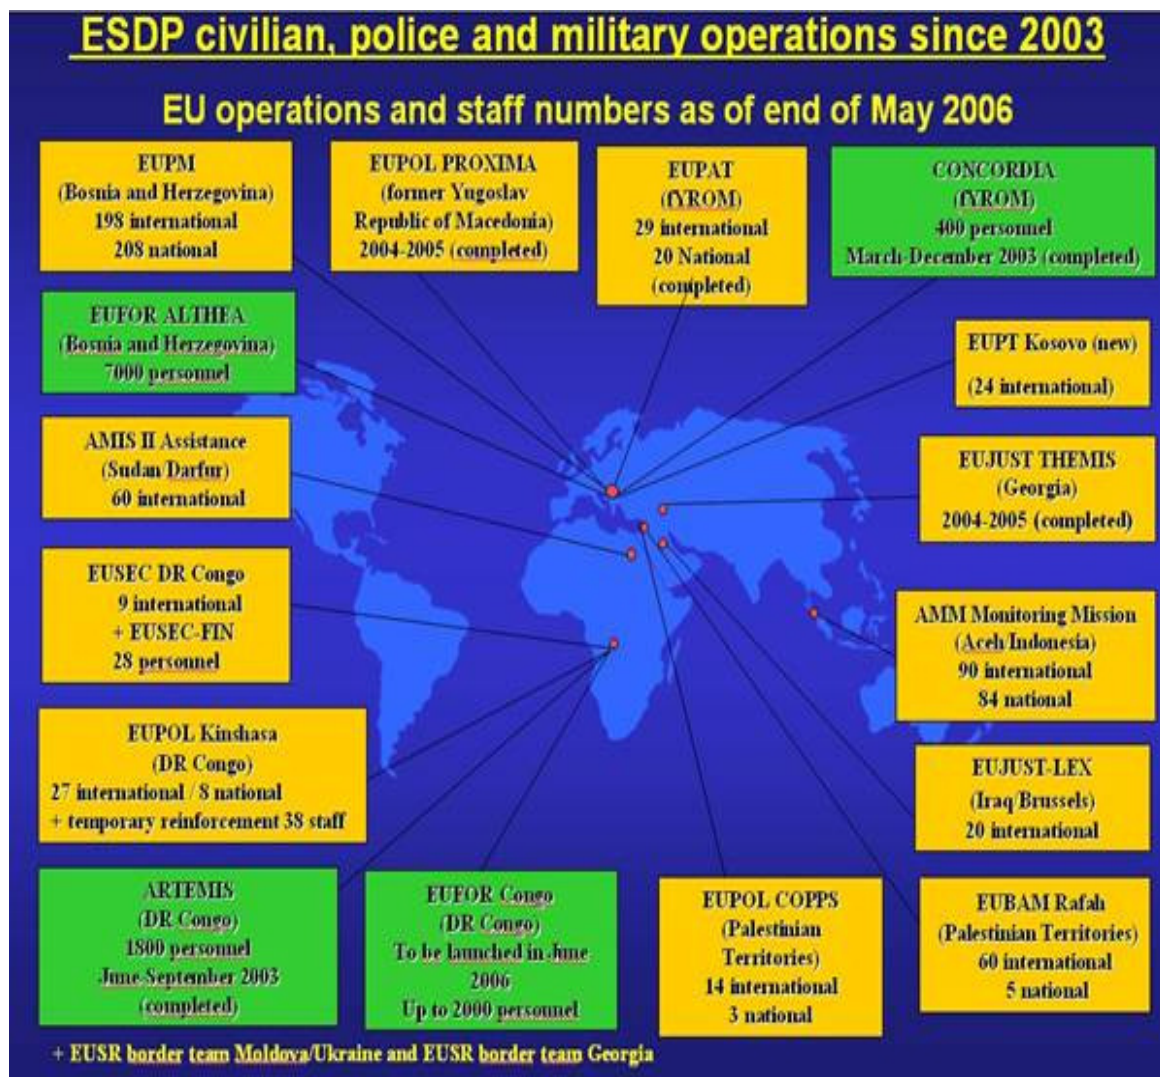 ESDP civilian, police and military operations since 2003
EU operations and staff numbers as of end of May 2006
EUPM
(Bosnia and Herzegovina)
198 international
208 national
EUPOL PROXIMA
(former Yugoslav
Republic of Macedonia)
2004-2005 (completed)
EUPAT
(fYROM)
29 international
20 National
(completed)
CONCORDIA
(fYROM)
400 personnel
March-December 2003 (completed)
EUFOR ALTHEA
(Bosnia and Herzegovina)
7000 personnel
EUPT Kosovo (new)
(24 international)
AMIS II Assistance
(Sudan/Darfur)
60 international
EUJUST THEMIS
(Georgia)
2004-2005 (completed)
EUSEC DR Congo
9 international
+ EUSEC-FIN
28 personnel
AMM Monitoring Mission
(Aceh/Indonesia)
90 international
84 national
EUPOL Kinshasa
(DR Congo)
27 international / 8 national
+ temporary reinforcement 38 staff
EUJUST-LEX
(Iraq/Brussels)
20 international
ARTEMIS
(DR Congo)
1800 personnel
June-September 2003
(completed)
EUFOR Congo
(DR Congo)
To be launched in June
2006
Up to 2000 personnel
EUPOL COPPS
(Palestinian
Territories)
14 international
3 national
EUBAM Rafah
(Palestinian Territories)
60 international
5 national
+ EUSR border team Moldova/Ukraine and EUSR border team Georgia